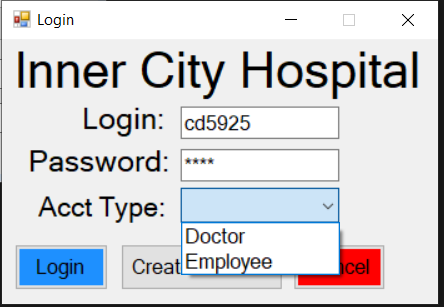 Login
Inner City Hospital
Login: cd5925
Password: ****
Acct Type:
Doctor
Employee
Login Creat ncel